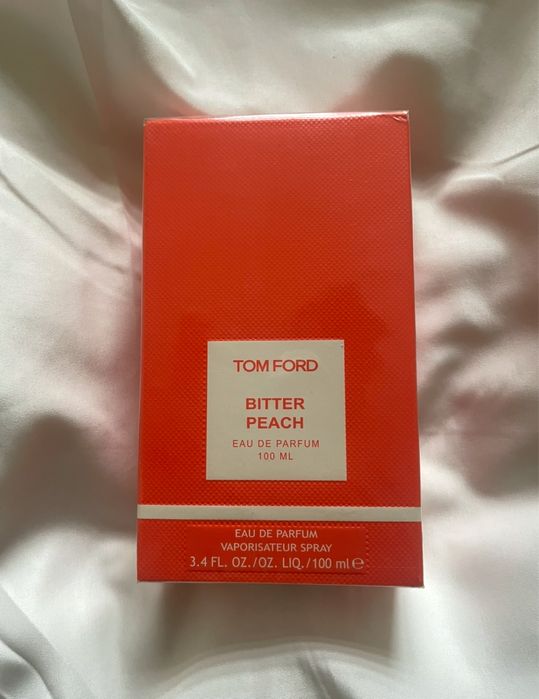 TOM FORD
BITTER
PEACH
EAU DE PARFUM
100 ML
EAU DE PARFUM
VAPORISATEUR SPRAY
3.4 FL. OZ./OZ. LIQ./100 ml℮